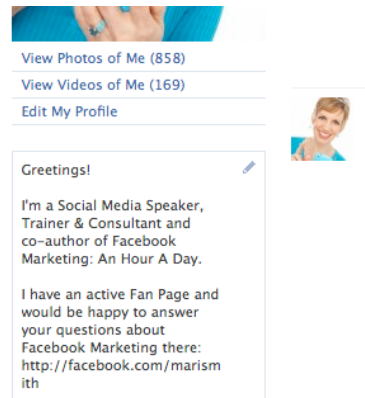 View Photos of Me (858)
View Videos of Me (169)
Edit My Profile
Greetings!
I'm a Social Media Speaker,
Trainer & Consultant and
co-author of Facebook
Marketing: An Hour A Day.
I have an active Fan Page and
would be happy to answer
your questions about
Facebook Marketing there:
http://facebook.com/marism
ith